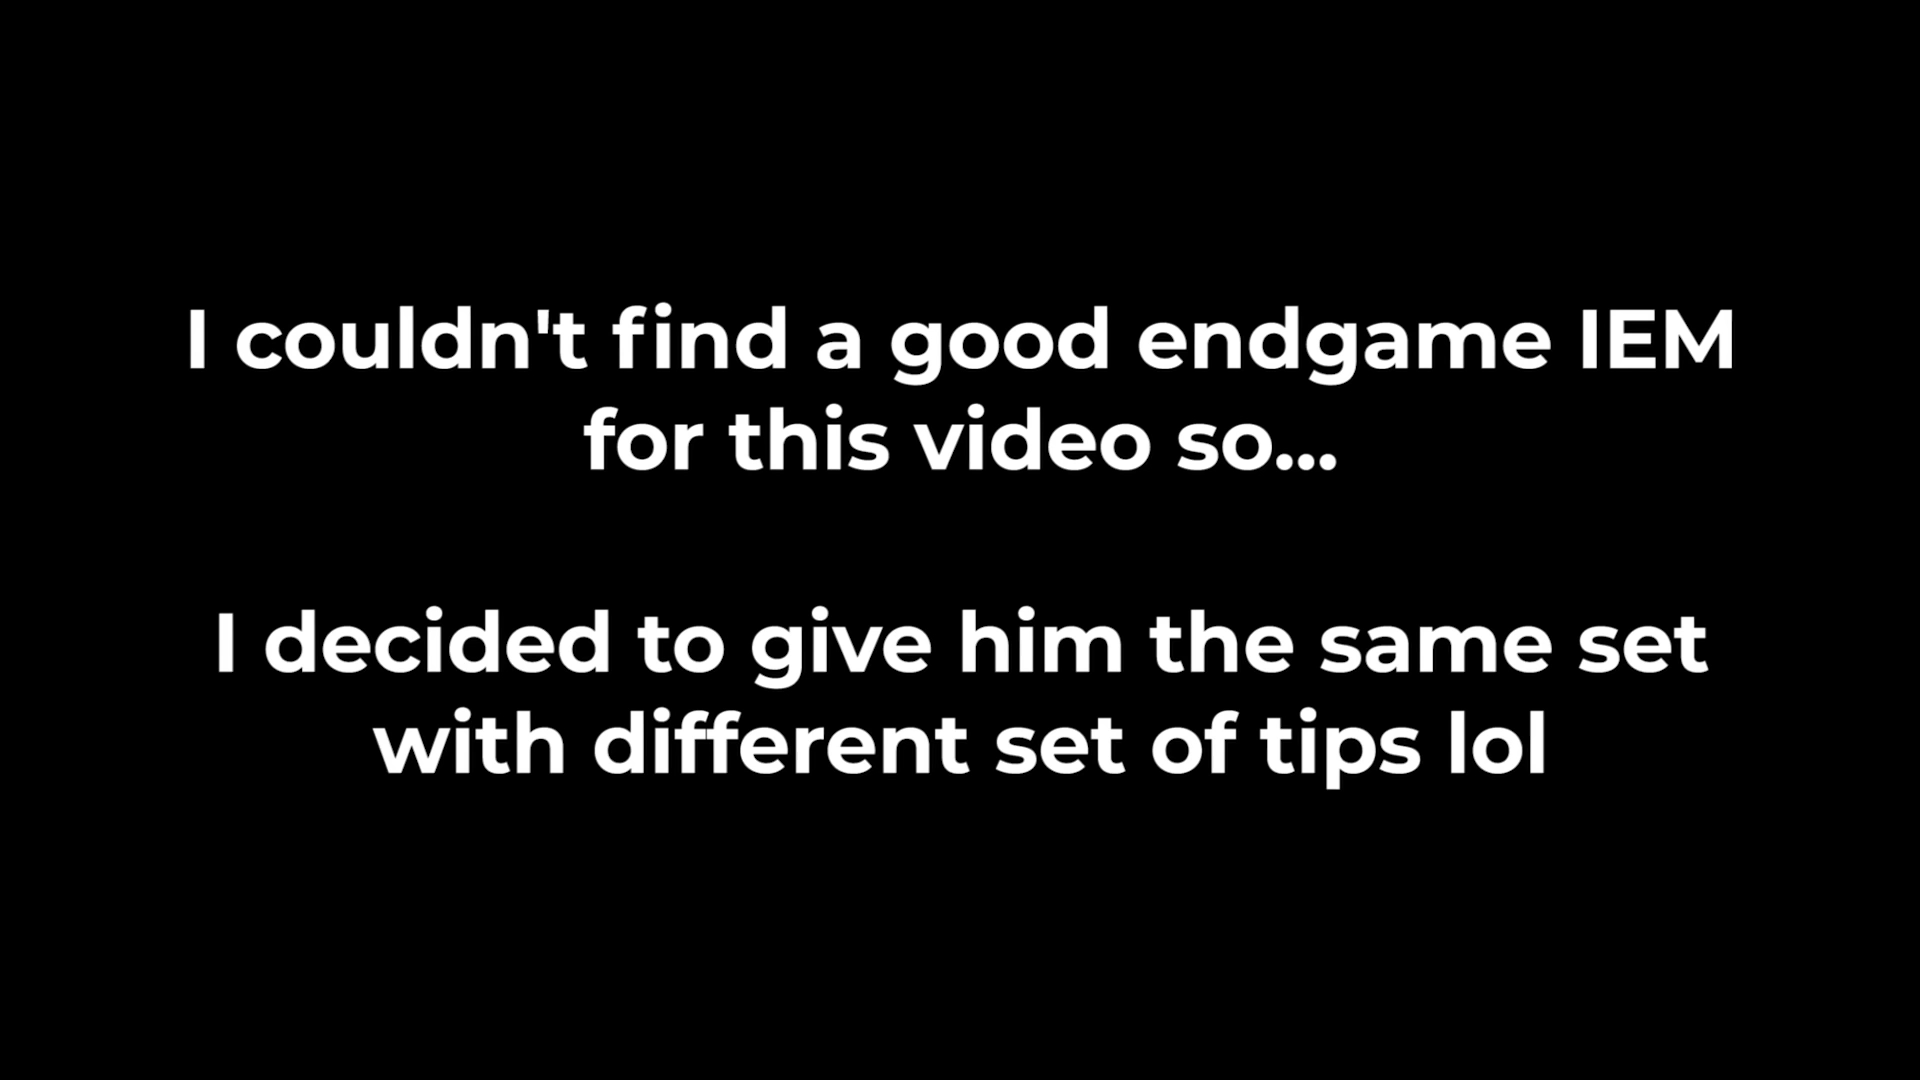 I couldn't find a good endgame IEM
for this video so...
I decided to give him the same set
with different set of tips lol